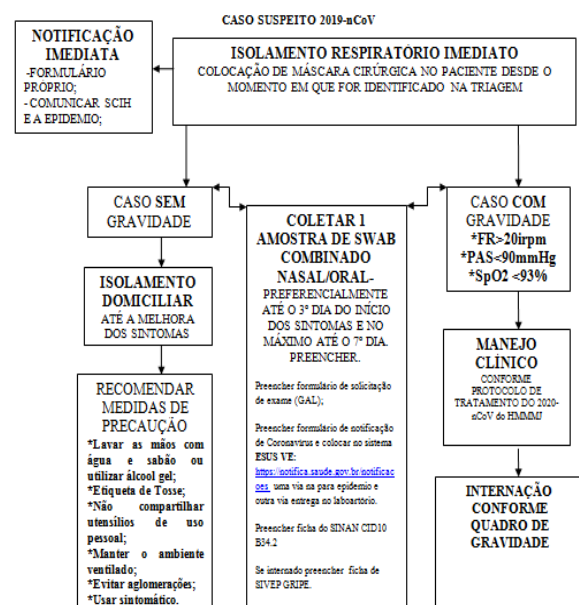 CASO SUSPEITO 2019-nCoV
NOTIFICAÇÃO
IMEDIATA
-FORMULÁRIO
PRÓPRIO;
- COMUNICAR SCIH
E A EPIDEMIO;
ISOLAMENTO RESPIRATÓRIO IMEDIATO
COLOCAÇÃO DE MÁSCARA CIRÚRGICA NO PACIENTE DESDE O
MOMENTO EM QUE FOR IDENTIFICADO NA TRIAGEM
CASO SEM
GRAVIDADE
ISOLAMENTO
DOMICILIAR
ATÉ A MELHORA
DOS SINTOMAS
RECOMENDAR
MEDIDAS DE
PRECAUÇÃO
*Lavar as mãos com
água e sabão ou
utilizar álcool gel;
*Etiqueta de Tosse;
*Não compartilhar
utensílios de uso
pessoal;
*Manter o ambiente
ventilado;
*Evitar aglomerações;
*Usar sintomático.
COLETAR 1
AMOSTRA DE SWAB
COMBINADO
NASAL/ORAL-
PREFERENCIALMENTE
ATÉ O 3º DIA DO INÍCIO
DOS SINTOMAS E NO
MÁXIMO ATÉ O 7º DIA.
PREENCHER.
Preencher formulário de solicitação
de exame (GAL);
Preencher formulário de notificação
de Coronavírus e colocar no sistema
ESUS VE:
https://notifica.saude.gov.br/notificac
oes uma via na para epidemio e
outra via entrega no laboartório.
Preencher ficha do SINAN CID10
B34.2
Se internado preencher ficha de
SIVEP GRIPE.
CASO COM
GRAVIDADE
*FR>20irpm
*PAS<90mmHg
*SpO2 <93%
MANEJO
CLÍNICO
CONFORME
PROTOCOLO DE
TRATAMENTO DO 2020-
nCoV do HMMMJ
INTERNAÇÃO
CONFORME
QUADRO DE
GRAVIDADE